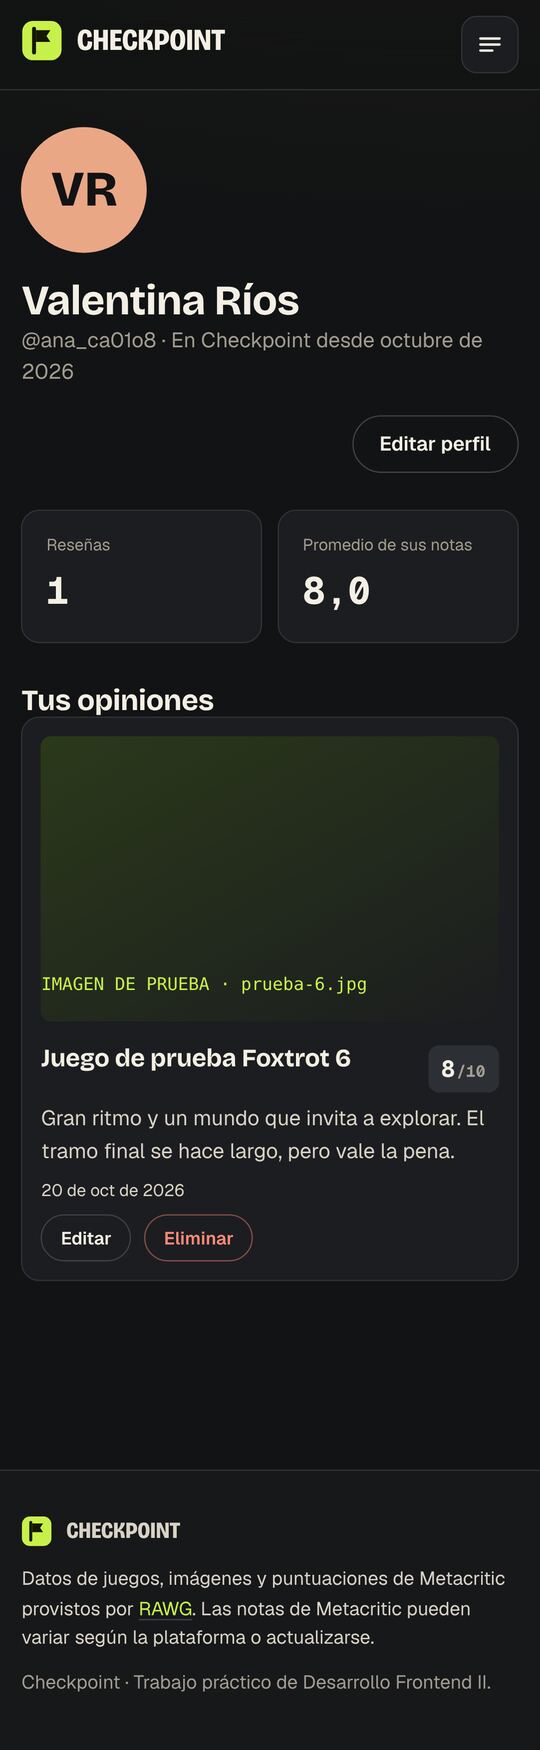 CHECKPOINT
VR
Valentina Ríos
@ana_ca01o8 · En Checkpoint desde octubre de
2026
Editar perfil
Reseñas
1
Promedio de sus notas
8,0
Tus opiniones
IMAGEN DE PRUEBA · prueba-6.jpg
Juego de prueba Foxtrot 6
8/10
Gran ritmo y un mundo que invita a explorar. El
tramo final se hace largo, pero vale la pena.
20 de oct de 2026
Editar
Eliminar
CHECKPOINT
Datos de juegos, imágenes y puntuaciones de Metacritic
provistos por RAWG. Las notas de Metacritic pueden
variar según la plataforma o actualizarse.
Checkpoint · Trabajo práctico de Desarrollo Frontend II.